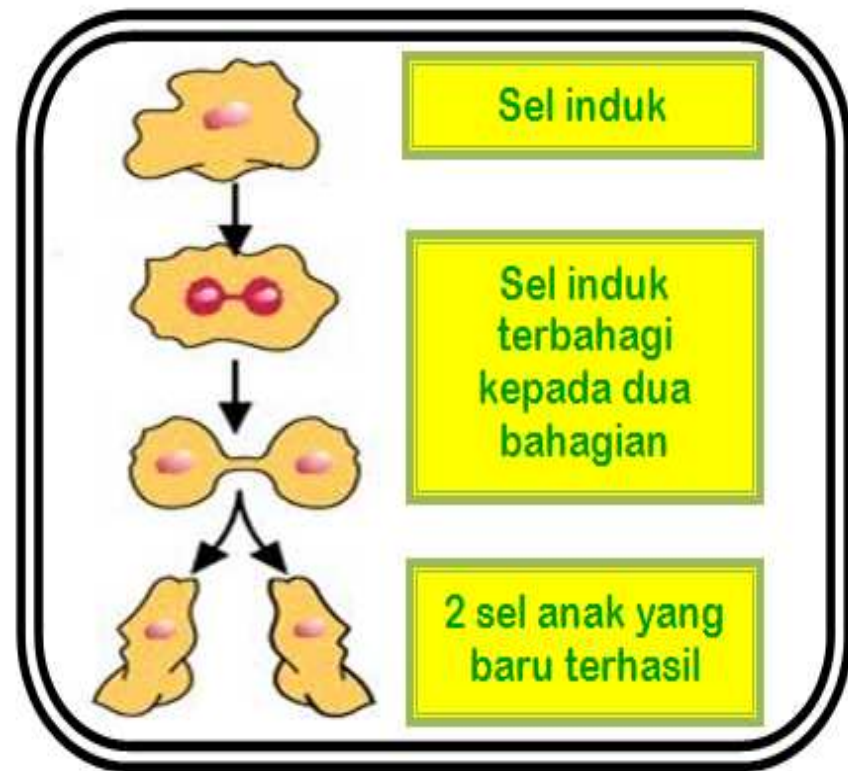 Sel induk
Sel induk
terbahagi
kepada dua
bahagian
2 sel anak yang
baru terhasil